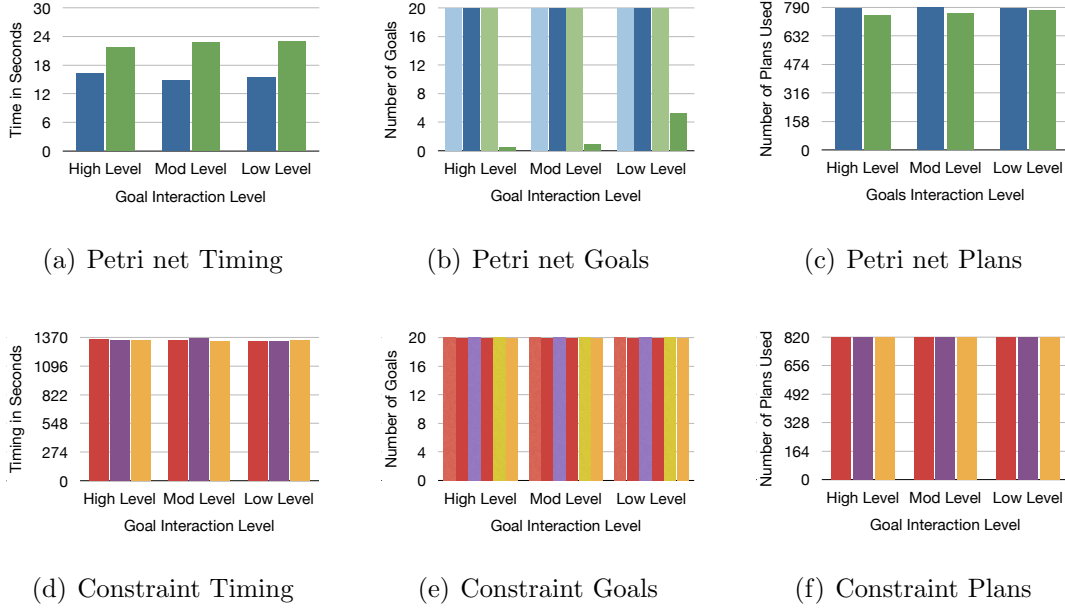 Time in Seconds
30
24
18
12
6
0
High Level Mod Level Low Level
Goal Interaction Level
(a) Petri net Timing
Number of Goals
20
16
12
8
4
0
High Level Mod Level Low Level
Goal Interaction Level
(b) Petri net Goals
Number of Plans Used
790
632
474
316
158
0
High Level Mod Level Low Level
Goals Interaction Level
(c) Petri net Plans
Timing in Seconds
1370
1096
822
548
274
0
High Level Mod Level Low Level
Goal Interaction Level
(d) Constraint Timing
Number of Goals
20
16
12
8
4
0
High Level Mod Level Low Level
Goal Interaction Level
(e) Constraint Goals
Number of Plans Used
820
656
492
328
164
0
High Level Mod Level Low Level
Goal Interaction Level
(f) Constraint Plans